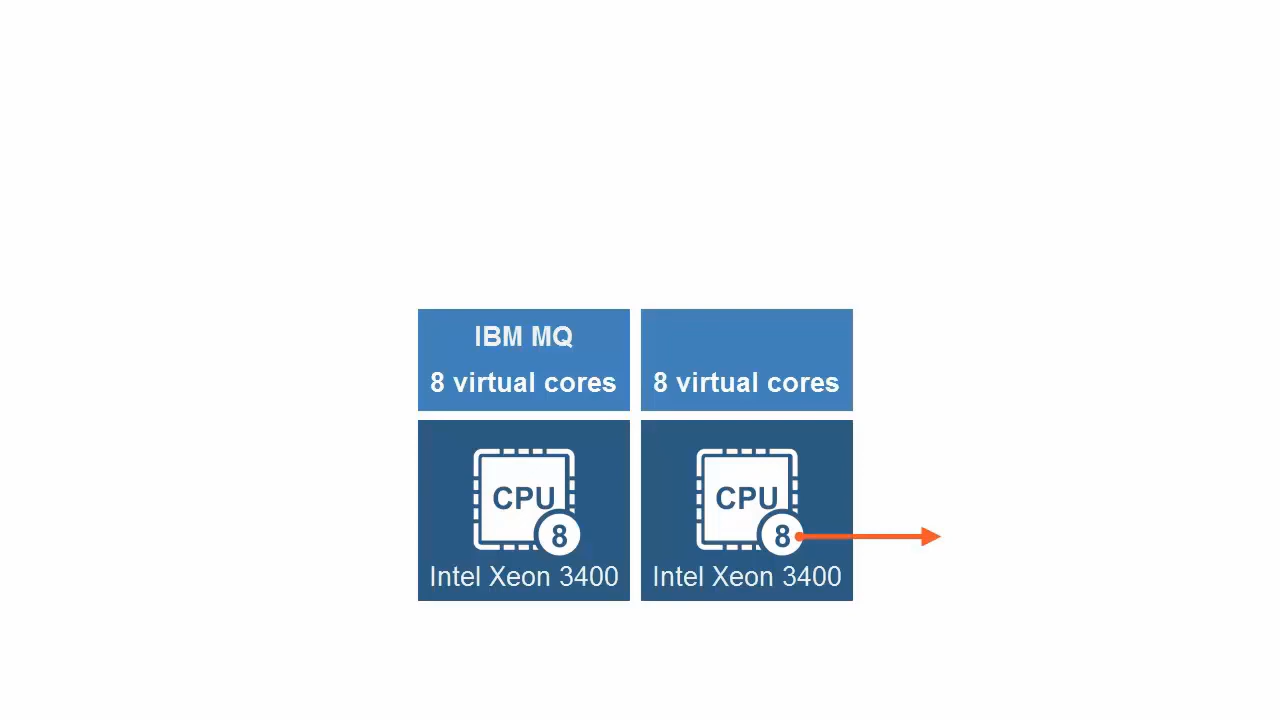 IBM MQ
8 virtual cores
8 virtual cores
CPU
8
Intel Xeon 3400
CPU
8
Intel Xeon 3400